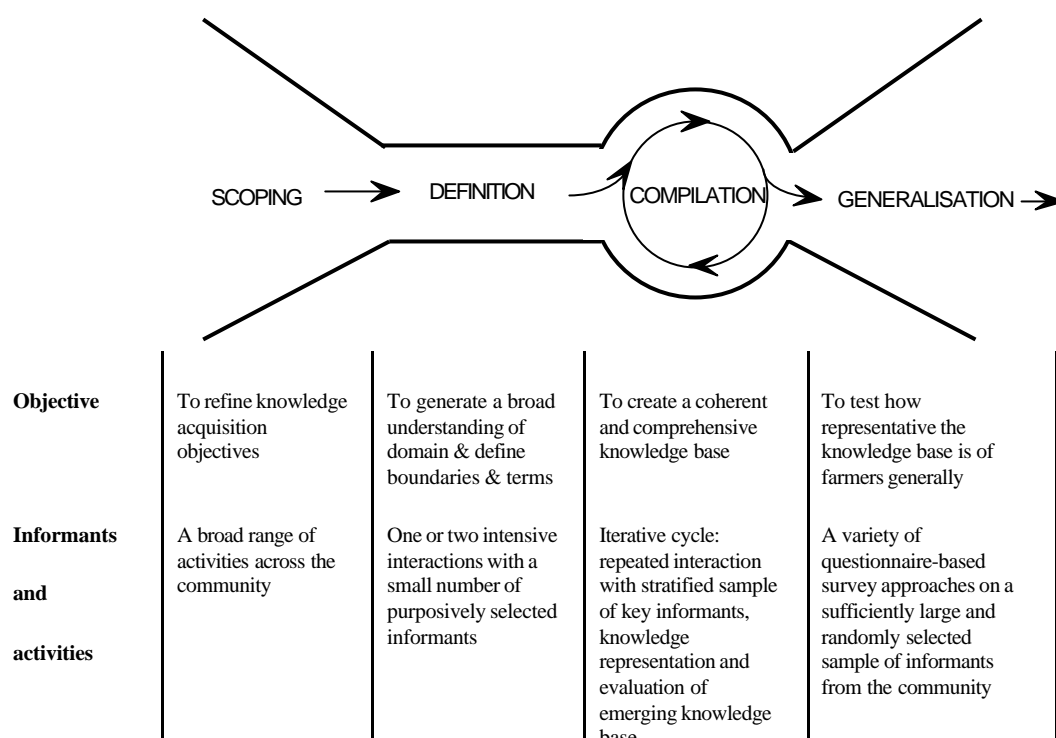 SCOPING
DEFINITION
COMPILATION
GENERALISATION
Objective
To refine knowledge
acquisition
objectives
To generate a broad
understanding of
domain & define
boundaries & terms
To create a coherent
and comprehensive
knowledge base
To test how
representative the
knowledge base is of
farmers generally
Informants
and
activities
A broad range of
activities across the
community
One or two intensive
interactions with a
small number of
purposively selected
informants
Iterative cycle:
repeated interaction
with stratified sample
of key informants,
knowledge
representation and
evaluation of
emerging knowledge
base
A variety of
questionnaire-based
survey approaches on a
sufficiently large and
randomly selected
sample of informants
from the community